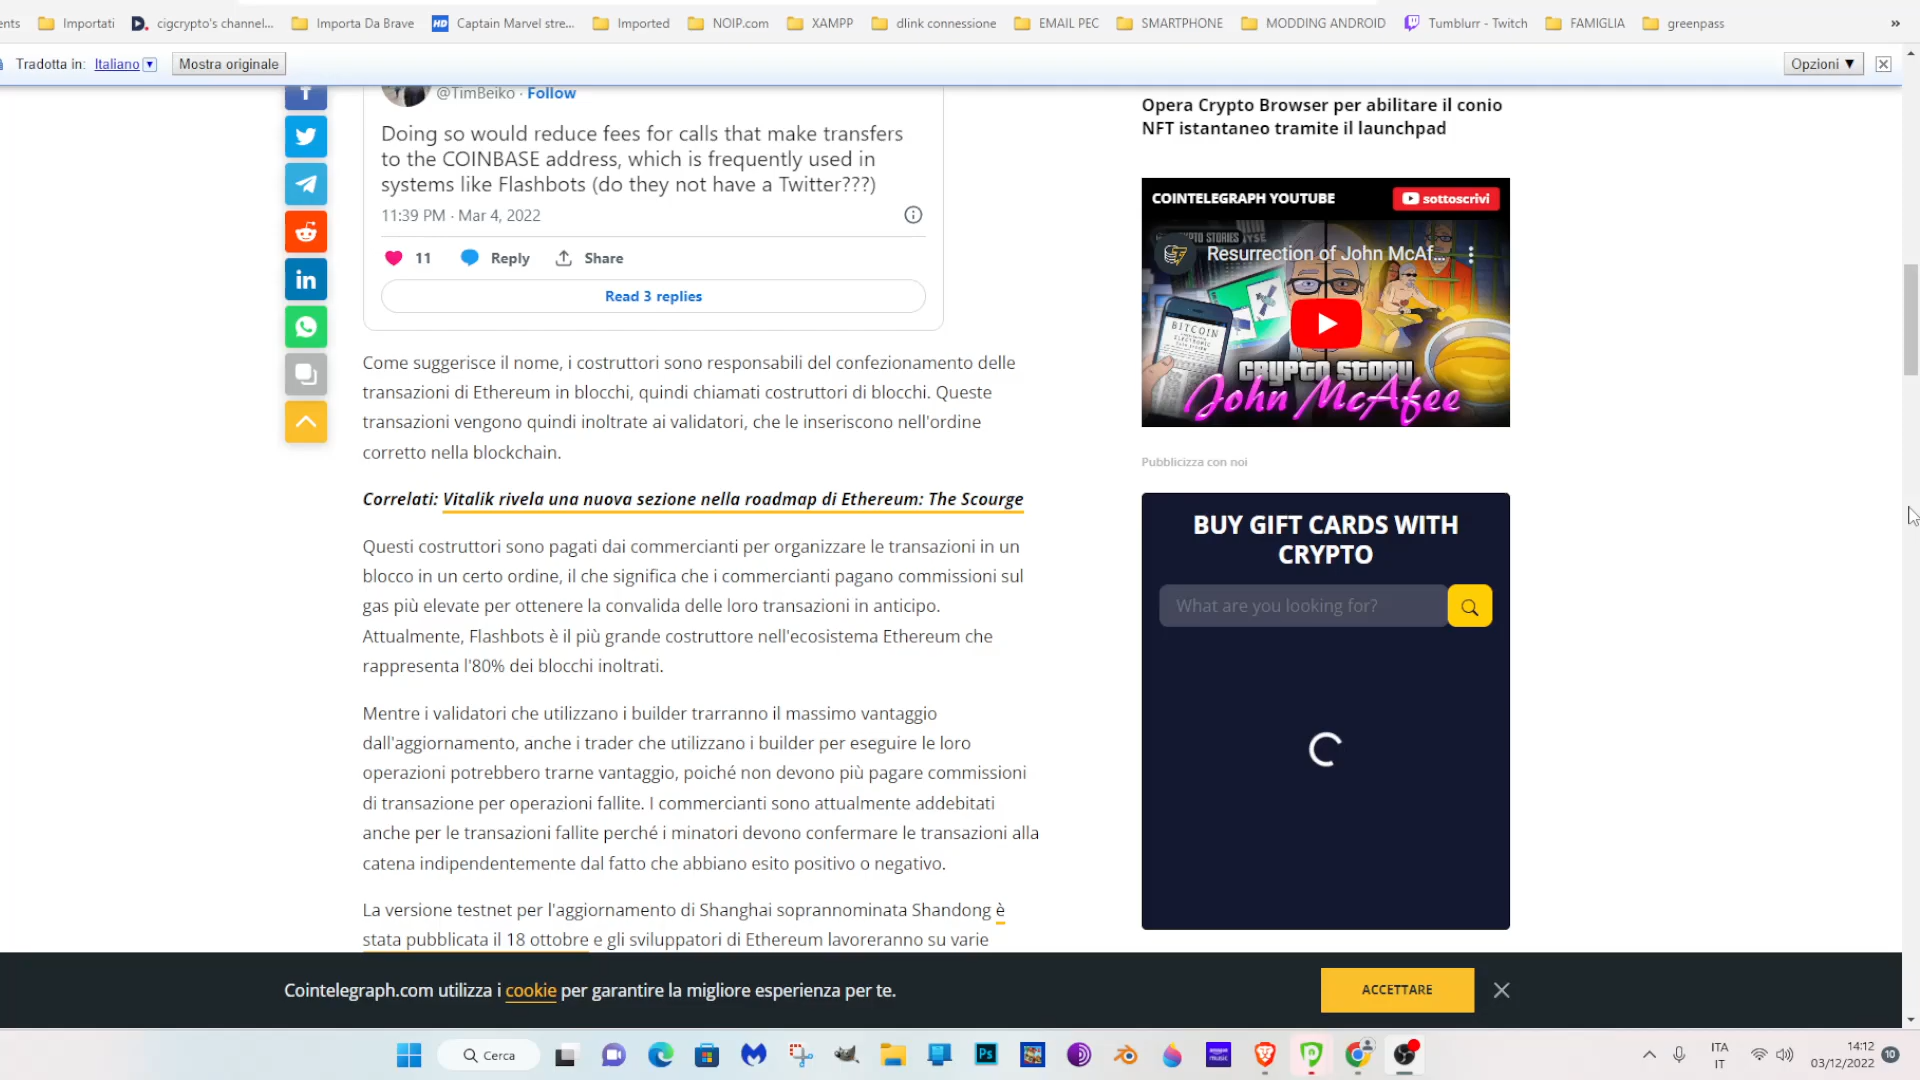 ents Importati cigcrypto's channel... Importa Da Brave Captain Marvel stre... Imported NOIP.com XAMPP dlink connessione EMAIL PEC SMARTPHONE MODDING ANDROID Tumblurr - Twitch FAMIGLIA greenpass »
Tradotta in: Italiano Mostra originale Opzioni ▼
@TimBeiko · Follow
Doing so would reduce fees for calls that make transfers
to the COINBASE address, which is frequently used in
systems like Flashbots (do they not have a Twitter???)
11:39 PM · Mar 4, 2022
11 Reply Share
Read 3 replies
Come suggerisce il nome, i costruttori sono responsabili del confezionamento delle
transazioni di Ethereum in blocchi, quindi chiamati costruttori di blocchi. Queste
transazioni vengono quindi inoltrate ai validatori, che le inseriscono nell'ordine
corretto nella blockchain.
Correlati: Vitalik rivela una nuova sezione nella roadmap di Ethereum: The Scourge
Questi costruttori sono pagati dai commercianti per organizzare le transazioni in un
blocco in un certo ordine, il che significa che i commercianti pagano commissioni sul
gas più elevate per ottenere la convalida delle loro transazioni in anticipo.
Attualmente, Flashbots è il più grande costruttore nell'ecosistema Ethereum che
rappresenta l'80% dei blocchi inoltrati.
Mentre i validatori che utilizzano i builder trarranno il massimo vantaggio
dall'aggiornamento, anche i trader che utilizzano i builder per eseguire le loro
operazioni potrebbero trarne vantaggio, poiché non devono più pagare commissioni
di transazione per operazioni fallite. I commercianti sono attualmente addebitati
anche per le transazioni fallite perché i minatori devono confermare le transazioni alla
catena indipendentemente dal fatto che abbiano esito positivo o negativo.
La versione testnet per l'aggiornamento di Shanghai soprannominata Shandong è
stata pubblicata il 18 ottobre e gli sviluppatori di Ethereum lavoreranno su varie
Opera Crypto Browser per abilitare il conio
NFT istantaneo tramite il launchpad
COINTELEGRAPH YOUTUBE sottoscrivi
Resurrection of John McAf...
BITCOIN
CRYPTO STORY
John McAfee
Pubblicizza con noi
BUY GIFT CARDS WITH
CRYPTO
What are you looking for?
Cointelegraph.com utilizza i cookie per garantire la migliore esperienza per te.
ACCETTARE
Cerca
ITA
IT
14:12
03/12/2022
10